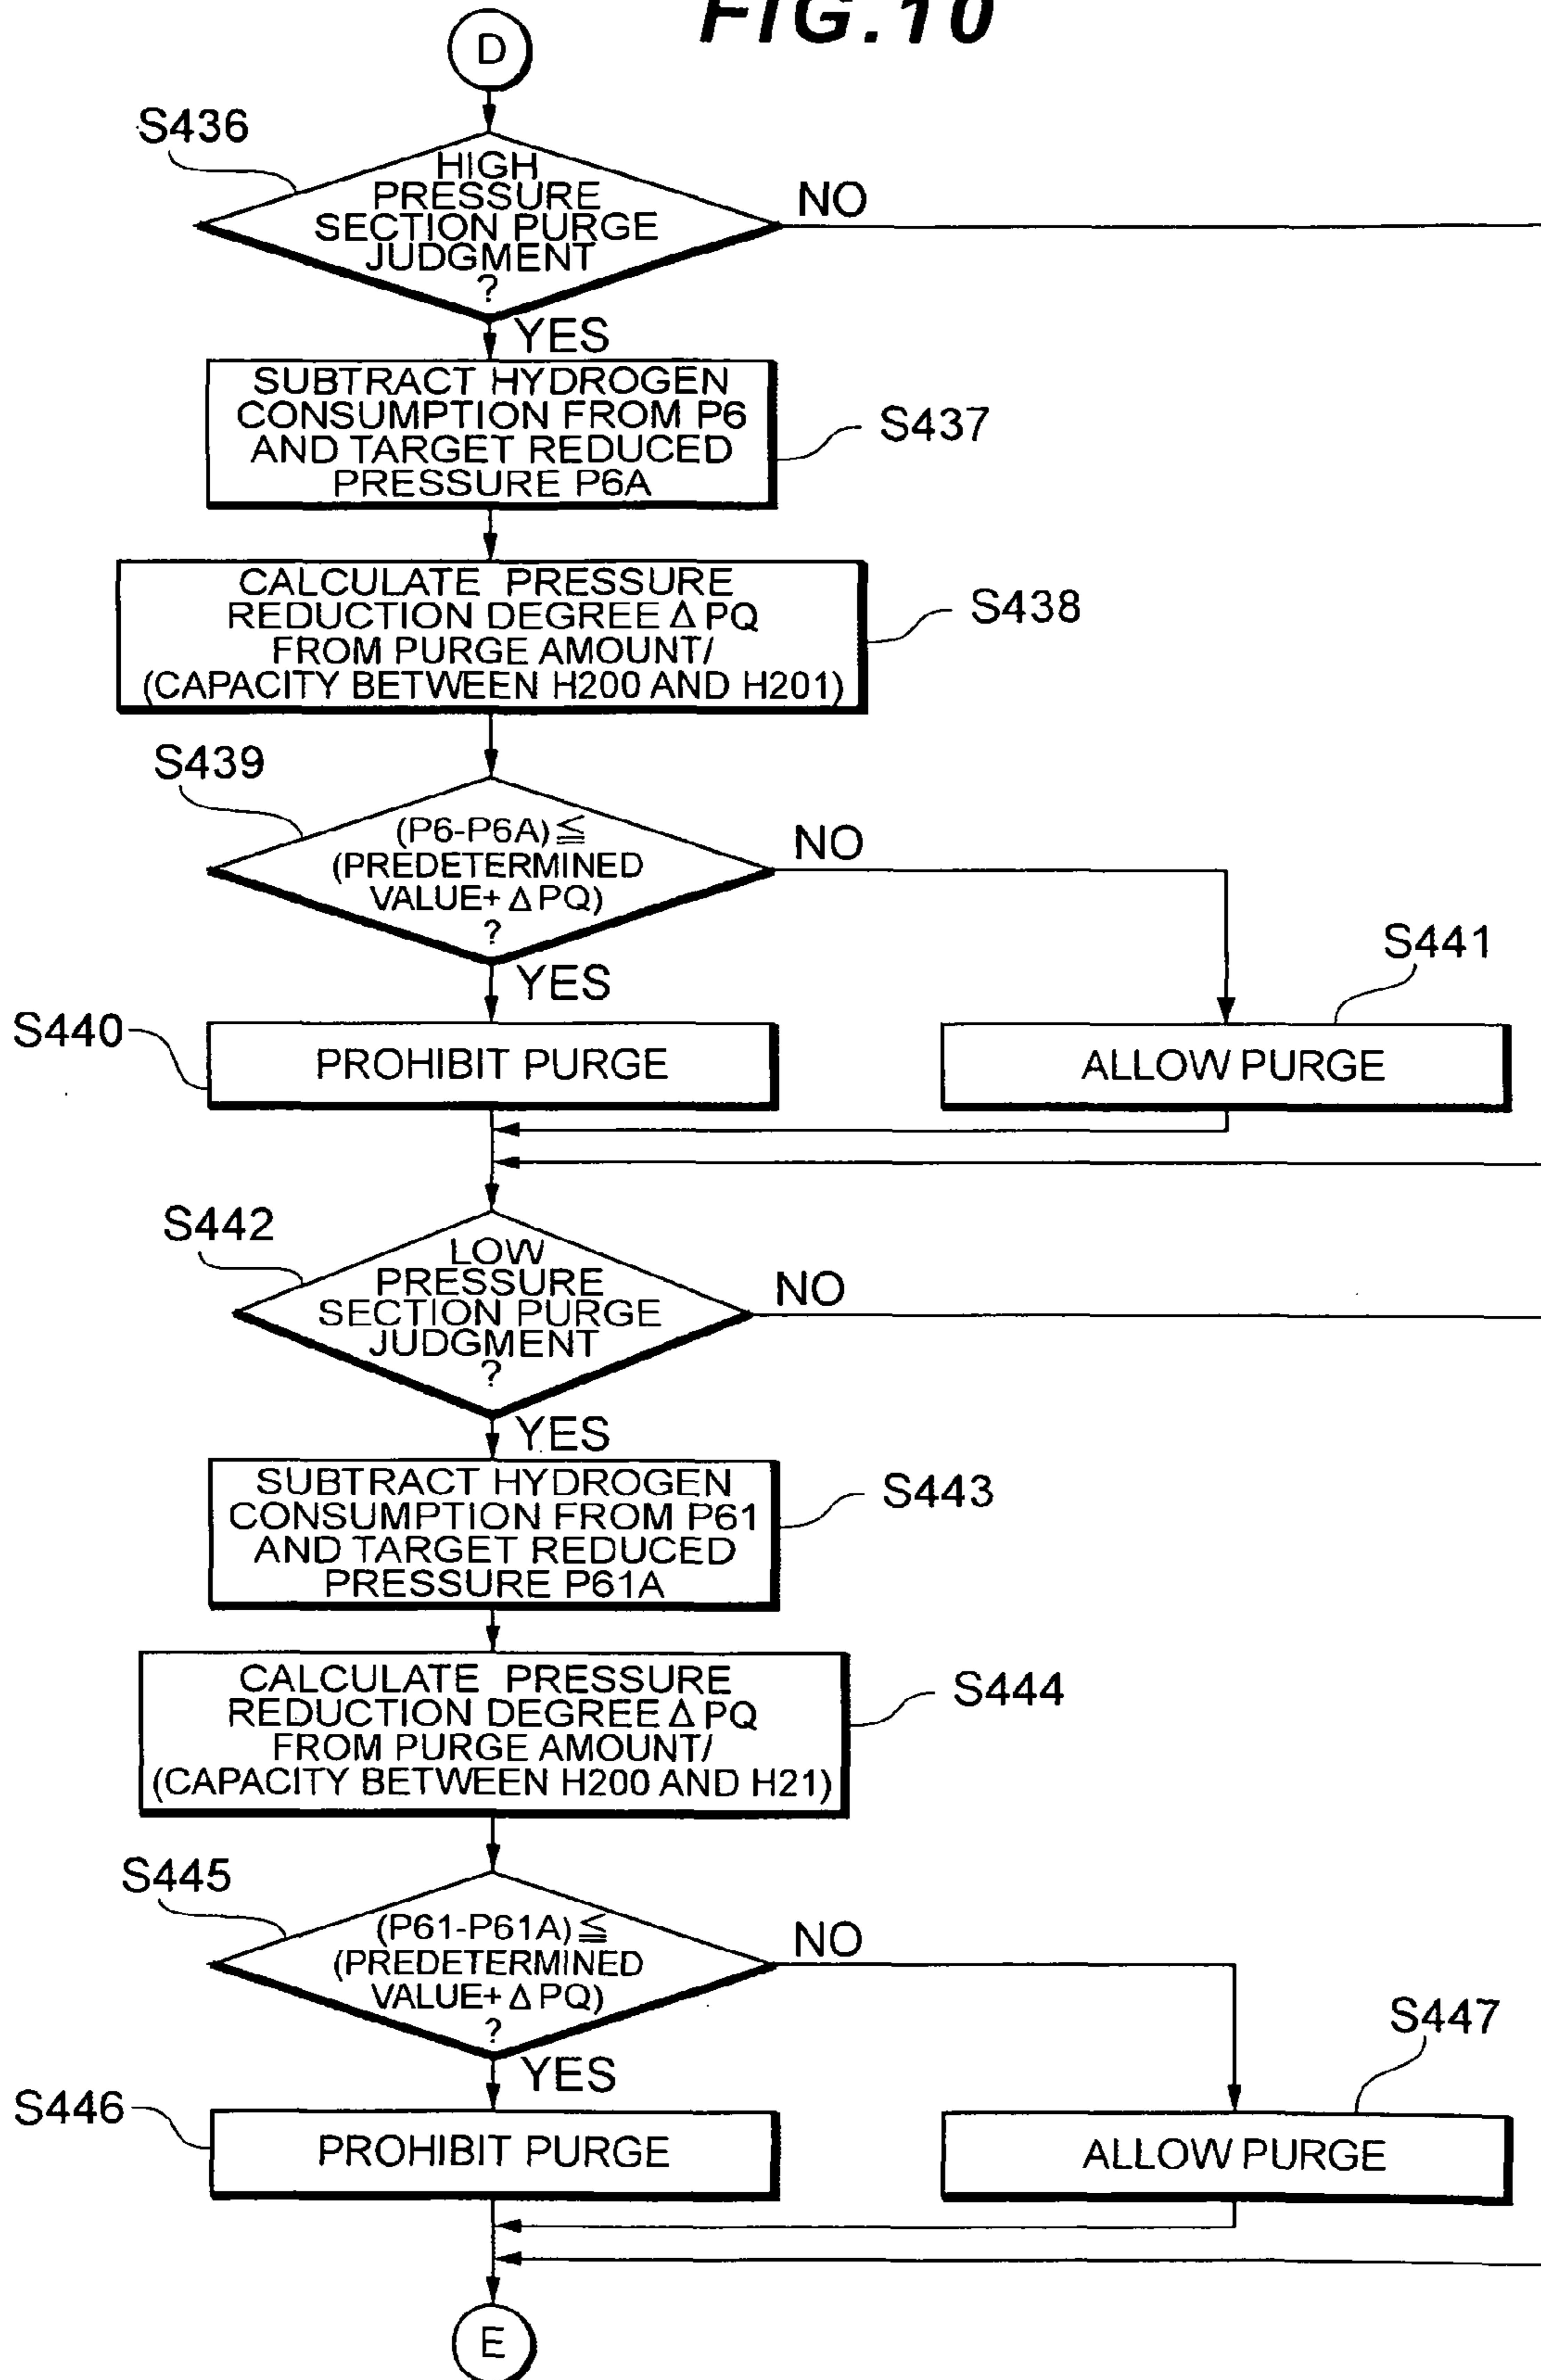 FIG.10
D
S436
HIGH
PRESSURE
SECTION PURGE
JUDGMENT
?
NO
YES
SUBTRACT HYDROGEN
CONSUMPTION FROM P6
AND TARGET REDUCED
PRESSURE P6A
S437
CALCULATE PRESSURE
REDUCTION DEGREE Δ PQ
FROM PURGE AMOUNT/
(CAPACITY BETWEEN H200 AND H201)
S438
S439
(P6-P6A)≦
(PREDETERMINED
VALUE+ Δ PQ)
?
NO
YES
S441
S440
PROHIBIT PURGE
ALLOW PURGE
S442
LOW
PRESSURE
SECTION PURGE
JUDGMENT
?
NO
YES
SUBTRACT HYDROGEN
CONSUMPTION FROM P61
AND TARGET REDUCED
PRESSURE P61A
S443
CALCULATE PRESSURE
REDUCTION DEGREE Δ PQ
FROM PURGE AMOUNT/
(CAPACITY BETWEEN H200 AND H21)
S444
S445
(P61-P61A)≦
(PREDETERMINED
VALUE+ Δ PQ)
?
NO
YES
S447
S446
PROHIBIT PURGE
ALLOW PURGE
E